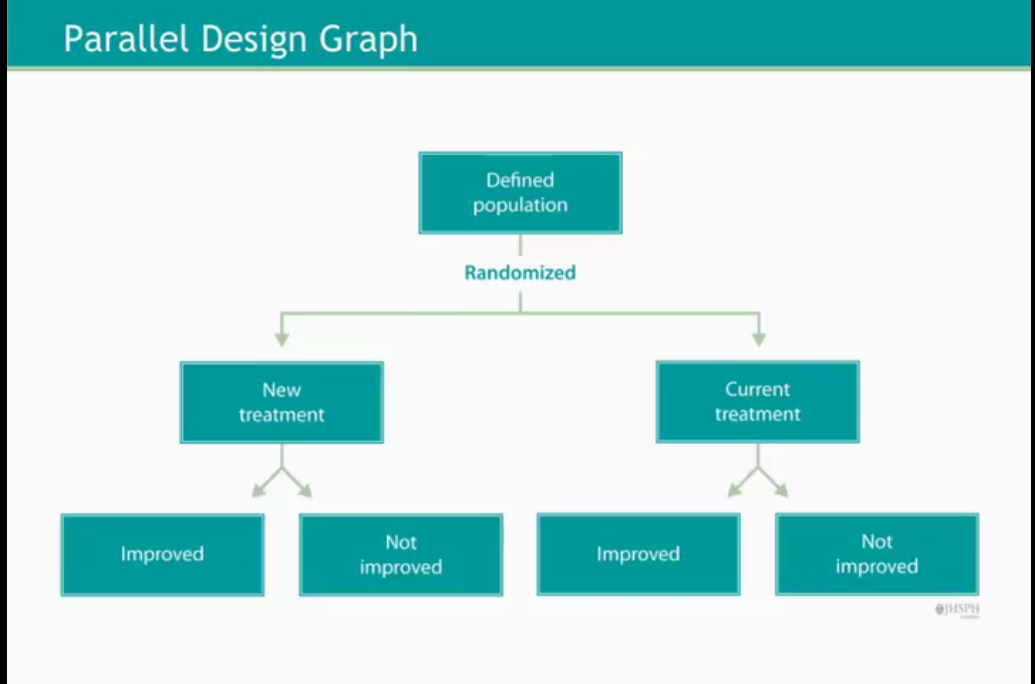 Parallel Design Graph
Defined
population
Randomized
New
treatment
Current
treatment
Improved
Not
improved
Improved
Not
improved
JHSPH